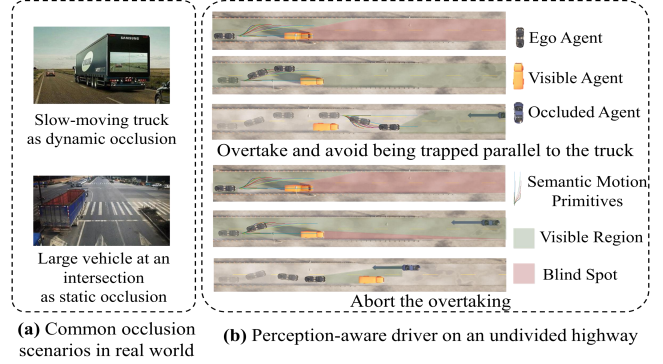 SAMSUNG
Slow-moving truck
as dynamic occlusion
Large vehicle at an
intersection
as static occlusion
(a) Common occlusion
scenarios in real world
Ego Agent
Visible Agent
Occluded Agent
Overtake and avoid being trapped parallel to the truck
Semantic Motion
Primitives
Visible Region
Blind Spot
Abort the overtaking
(b) Perception-aware driver on an undivided highway